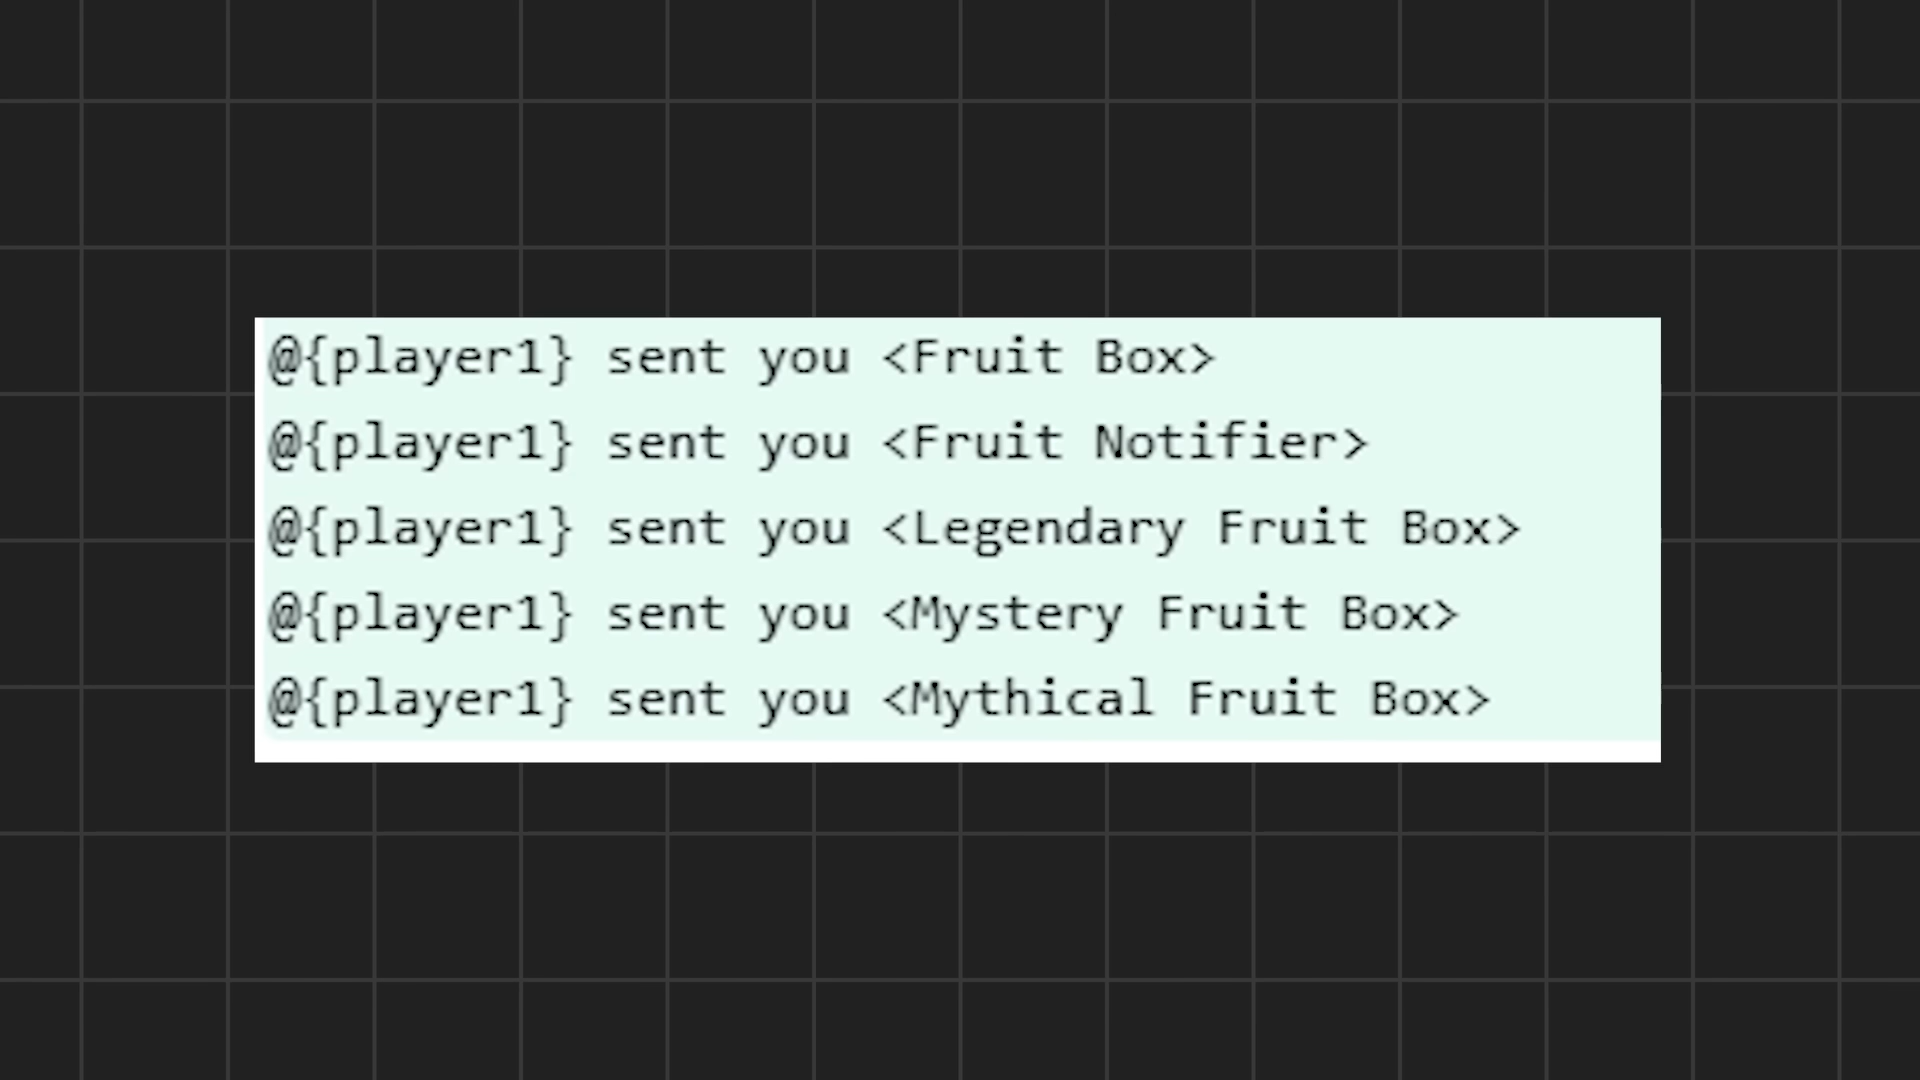 @{player1} sent you <Fruit Box>
@{player1} sent you <Fruit Notifier>
@{player1} sent you <Legendary Fruit Box>
@{player1} sent you <Mystery Fruit Box>
@{player1} sent you <Mythical Fruit Box>